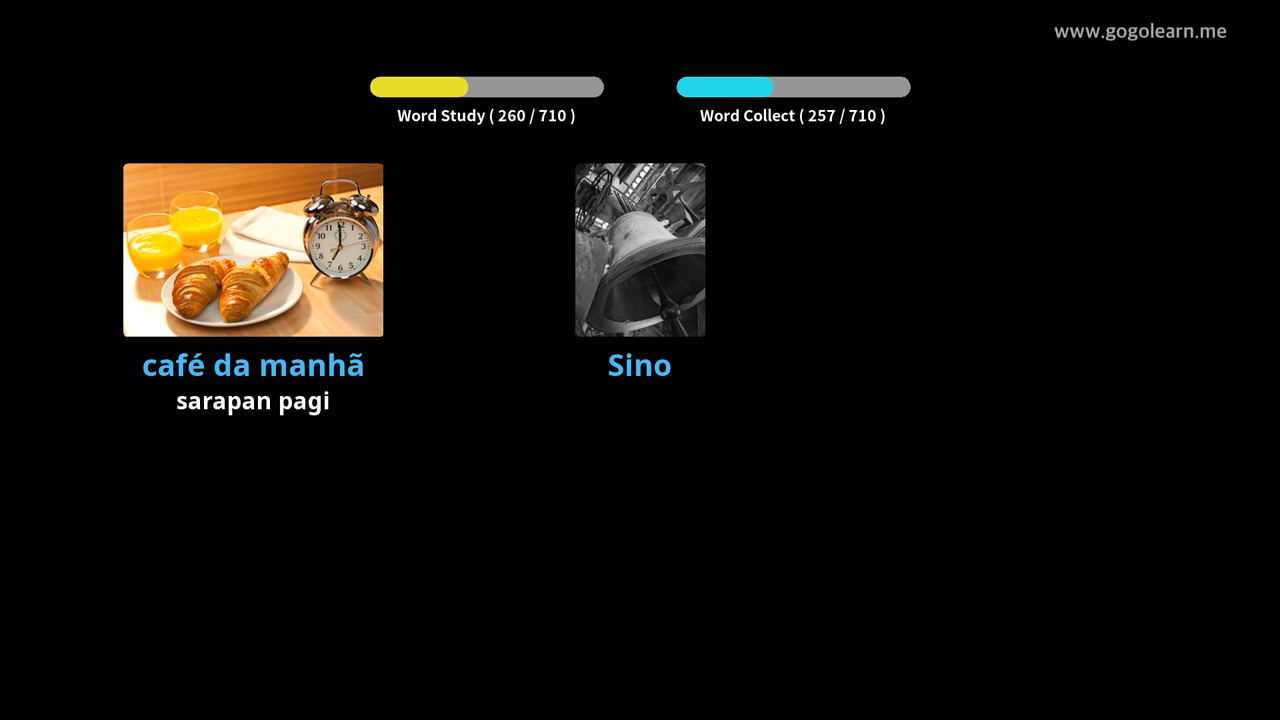 www.gogolearn.me
Word Study ( 260 / 710 )
Word Collect ( 257 / 710 )
café da manhã
sarapan pagi
Sino